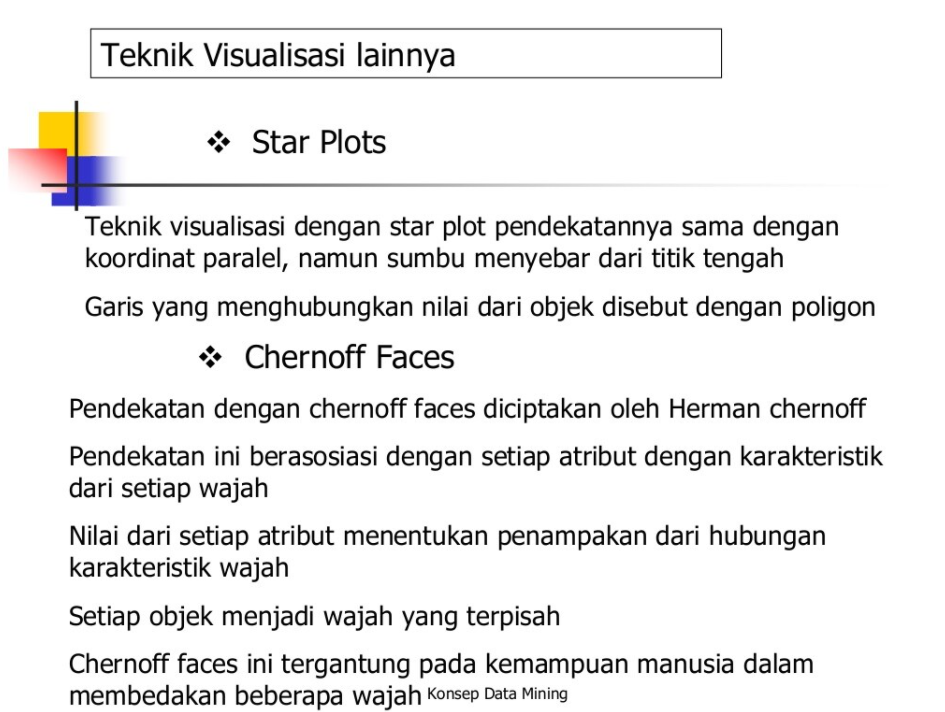 Teknik Visualisasi lainnya
❖ Star Plots
Teknik visualisasi dengan star plot pendekatannya sama dengan
koordinat paralel, namun sumbu menyebar dari titik tengah
Garis yang menghubungkan nilai dari objek disebut dengan poligon
❖ Chernoff Faces
Pendekatan dengan chernoff faces diciptakan oleh Herman chernoff
Pendekatan ini berasosiasi dengan setiap atribut dengan karakteristik
dari setiap wajah
Nilai dari setiap atribut menentukan penampakan dari hubungan
karakteristik wajah
Setiap objek menjadi wajah yang terpisah
Chernoff faces ini tergantung pada kemampuan manusia dalam
membedakan beberapa wajah Konsep Data Mining